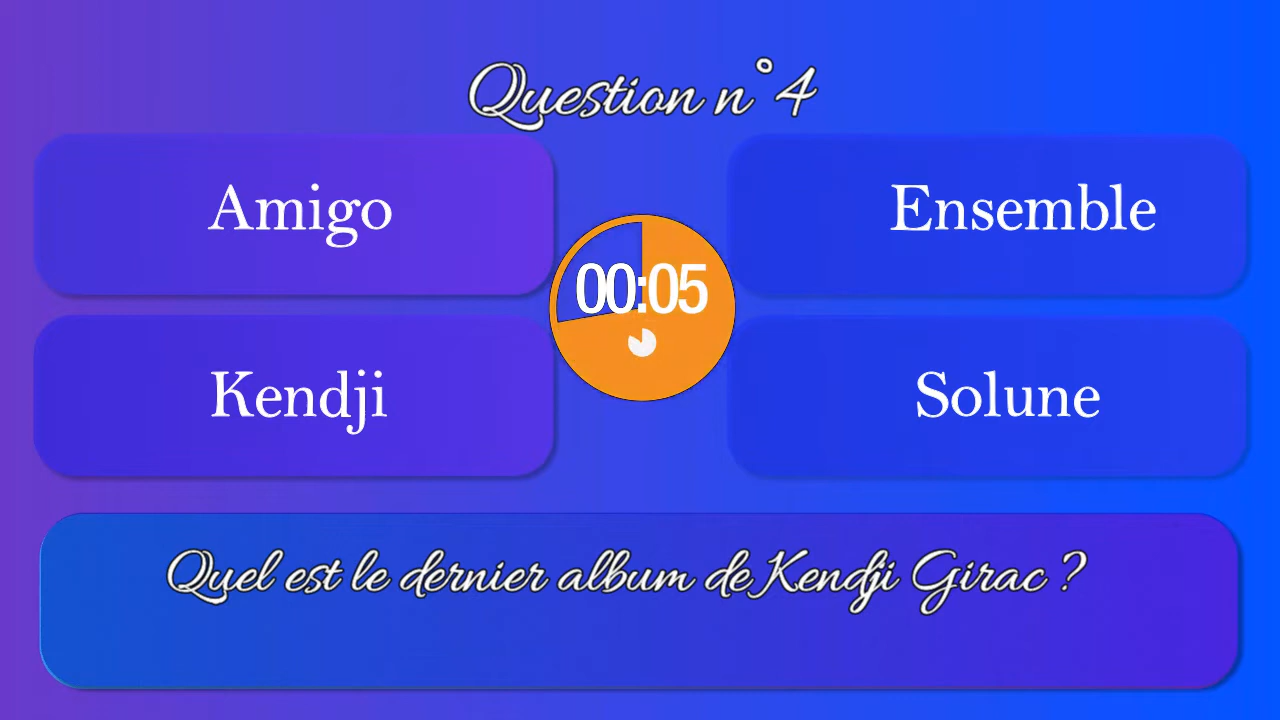 Question n°4
Amigo
Ensemble
00:05
Kendji
Solune
Quel est le dernier album de Kendji Girac ?